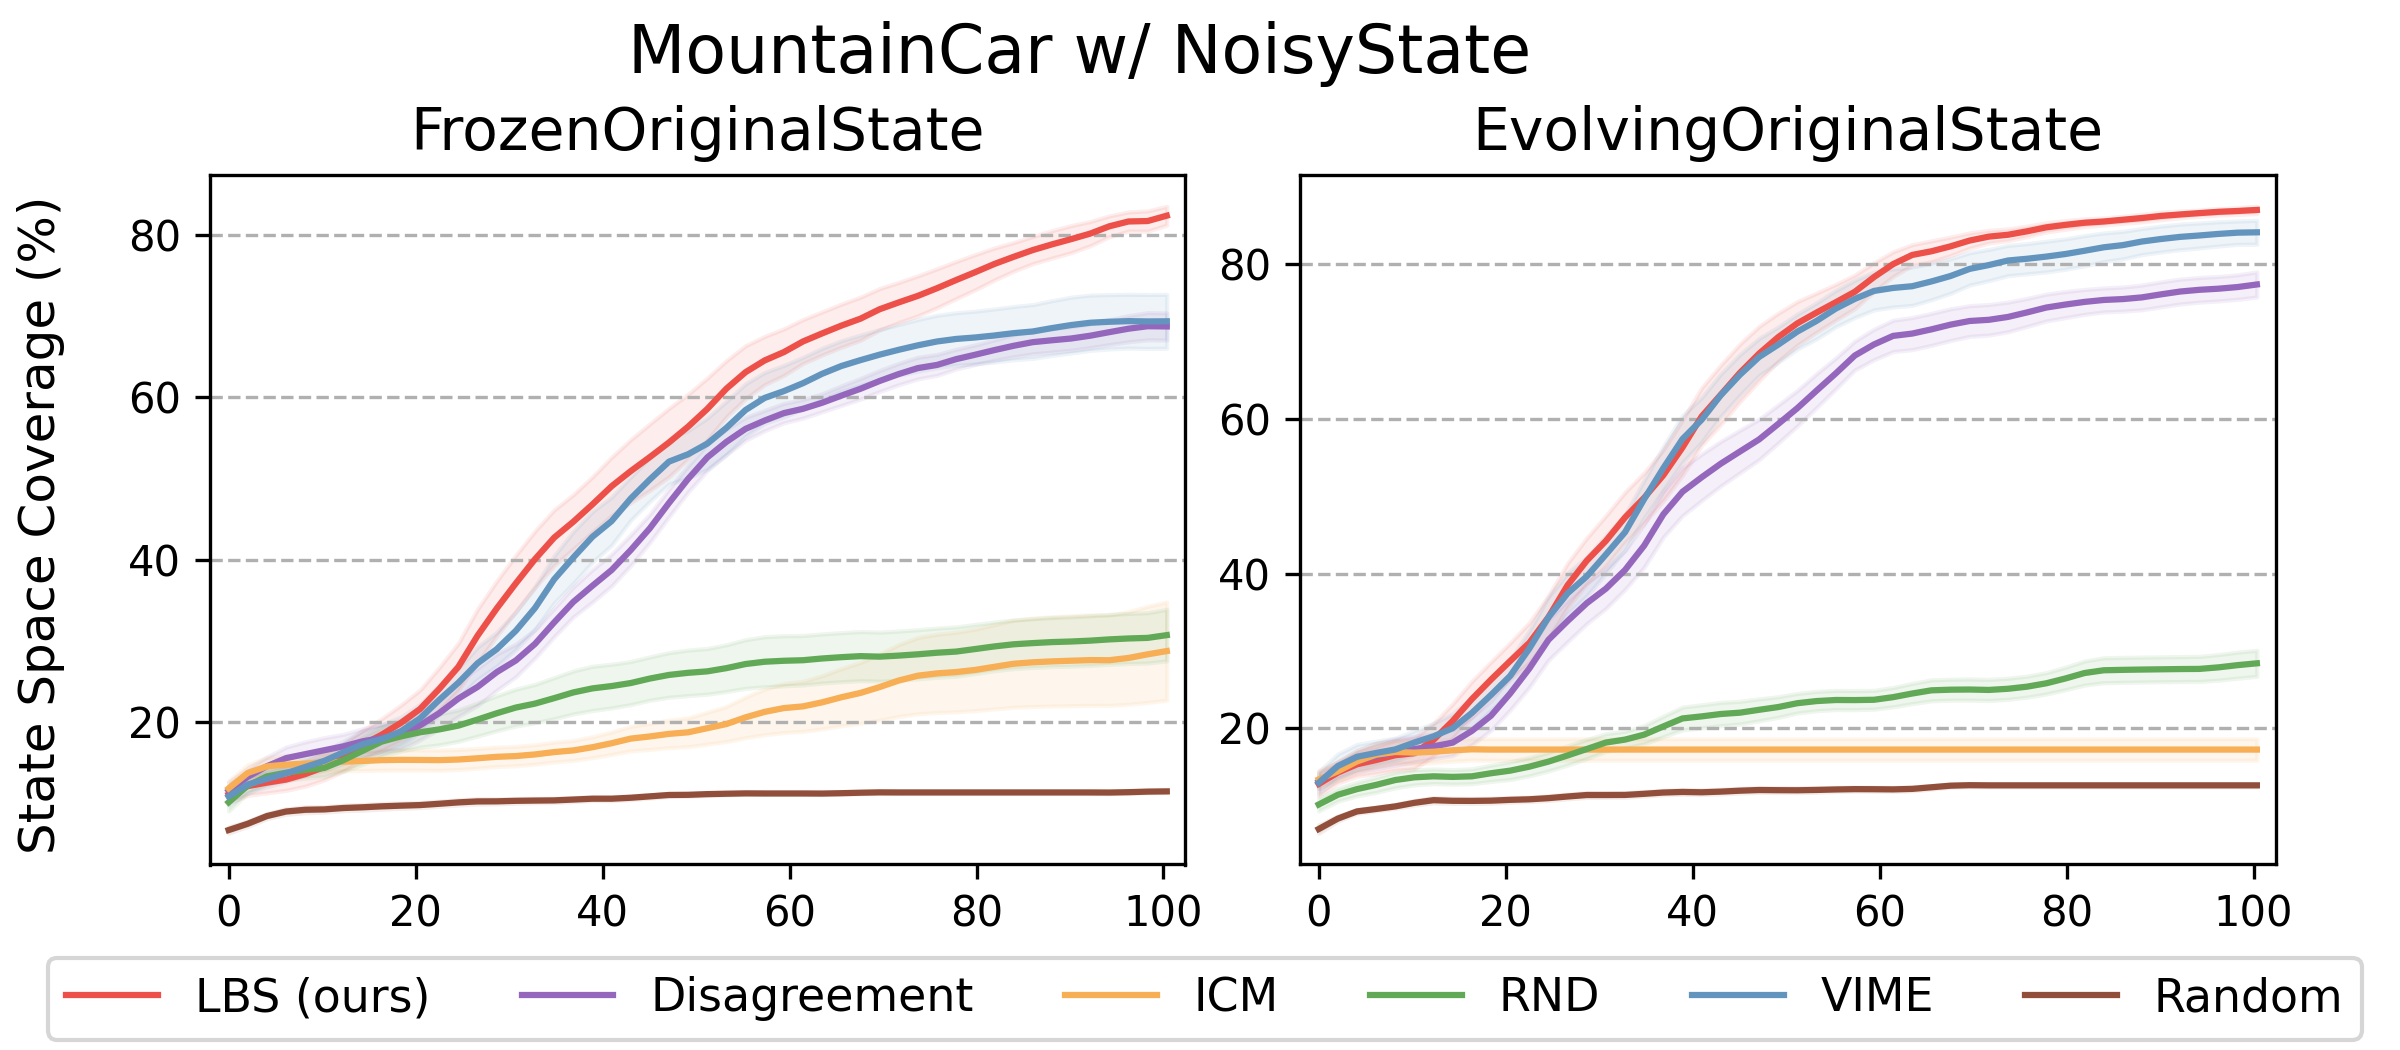 MountainCar w/ NoisyState
FrozenOriginalState
EvolvingOriginalState
State Space Coverage (%)
80
60
40
20
0 20 40 60 80 100
80
60
40
20
0 20 40 60 80 100
LBS (ours) Disagreement ICM RND VIME Random